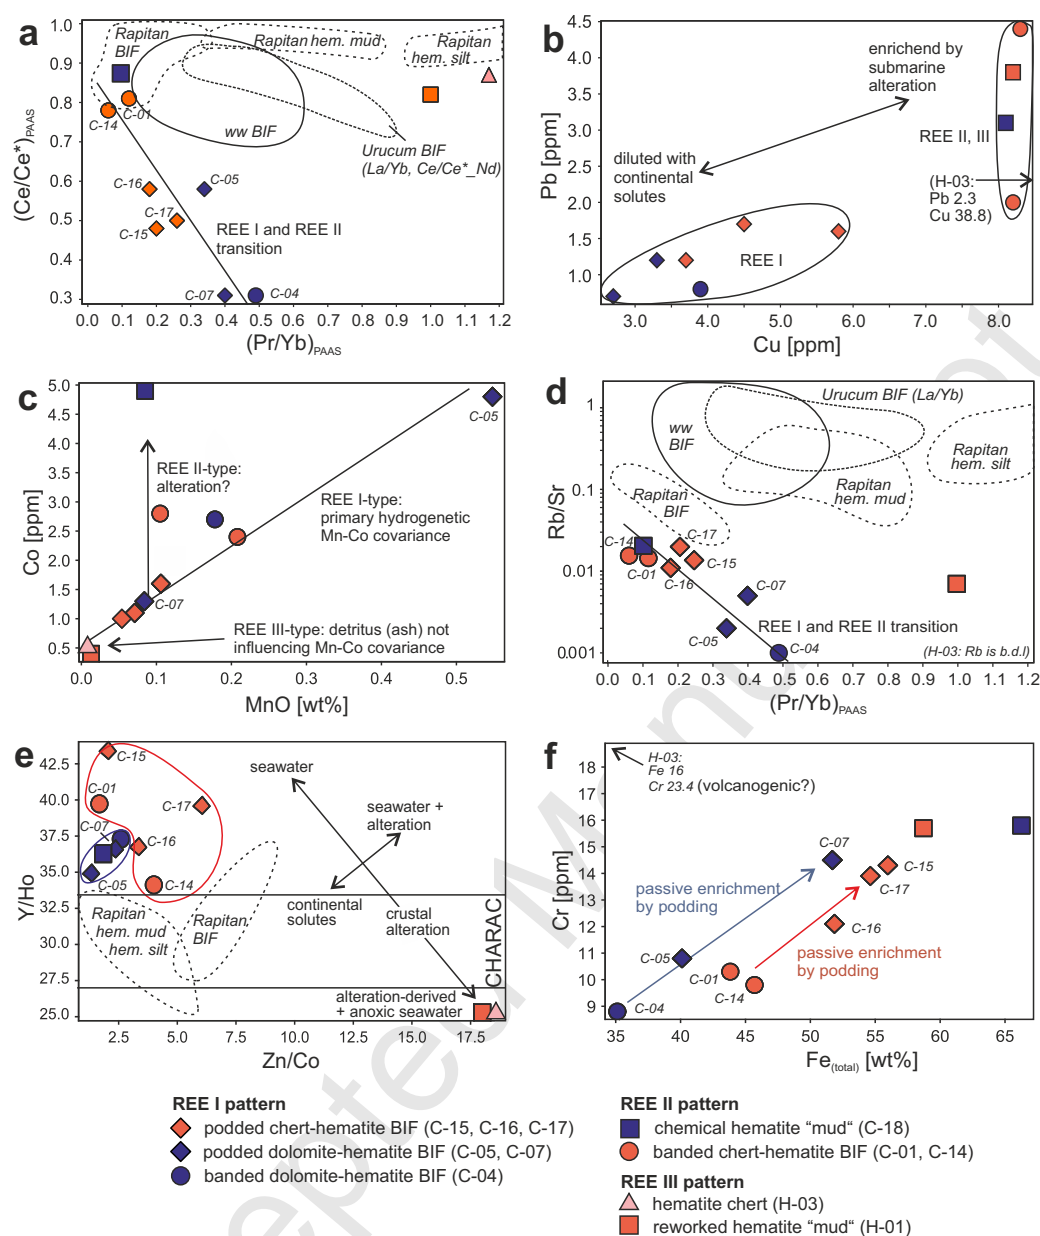 a
1.0
0.9
0.8
0.6
0.5
0.4
0.3
(Ce/Ce*)PAAS
Rapitan
BIF
Rapitan hem. mud
Rapitan
hem. silt
C-01
C-14
ww BIF
Urucum BIF
(La/Yb, Ce/Ce*_Nd)
C-16
C-05
C-17
C-15
REE I and REE II
transition
C-07
C-04
0.0 0.1 0.2 0.3 0.4 0.5 0.6 0.7 0.8 0.9 1.0 1.1 1.2
(Pr/Yb)PAAS
b
4.5
4.0
3.5
3.0
2.5
2.0
1.5
1.0
Pb [ppm]
enrichend by
submarine
alteration
REE II, III
diluted with
continental
solutes
(H-03:
Pb 2.3
Cu 38.8)
REE I
3.0 4.0 5.0 6.0 7.0 8.0
Cu [ppm]
c
5.0
4.5
4.0
3.5
3.0
2.5
2.0
1.5
1.0
0.5
Co [ppm]
C-05
REE II-type:
alteration?
REE I-type:
primary hydrogenetic
Mn-Co covariance
C-07
REE III-type: detritus (ash) not
influencing Mn-Co covariance
0.0 0.1 0.2 0.3 0.4 0.5
MnO [wt%]
d
1
0.1
0.01
0.001
Rb/Sr
Urucum BIF (La/Yb)
ww
BIF
Rapitan
hem. silt
Rapitan
hem. mud
Rapitan
BIF
C-14
C-17
C-15
C-01
C-16
C-07
C-05
REE I and REE II transition
C-04
(H-03: Rb is b.d.l)
0.0 0.1 0.2 0.3 0.4 0.5 0.6 0.7 0.8 0.9 1.0 1.1 1.2
(Pr/Yb)PAAS
e
42.5
40.0
37.5
35.0
32.5
30.0
27.5
25.0
Y/Ho
C-15
seawater
C-01
C-17
seawater +
alteration
C-07
C-16
C-05
C-14
continental
solutes
crustal
alteration
Rapitan
hem. mud
hem. silt
Rapitan
BIF
CHARAC
alteration-derived
+ anoxic seawater
2.5 5.0 7.5 10.0 12.5 15.0 17.5
Zn/Co
f
18
17
16
15
14
13
12
11
10
9
Cr [ppm]
H-03:
Fe 16
Cr 23.4 (volcanogenic?)
C-07
C-15
C-17
passive enrichment
by podding
C-16
C-05
C-01
C-14
passive enrichment
by podding
C-04
35 40 45 50 55 60 65
Fe(total) [wt%]
REE I pattern
podded chert-hematite BIF (C-15, C-16, C-17)
podded dolomite-hematite BIF (C-05, C-07)
banded dolomite-hematite BIF (C-04)
REE II pattern
chemical hematite “mud“ (C-18)
banded chert-hematite BIF (C-01, C-14)
REE III pattern
hematite chert (H-03)
reworked hematite “mud“ (H-01)